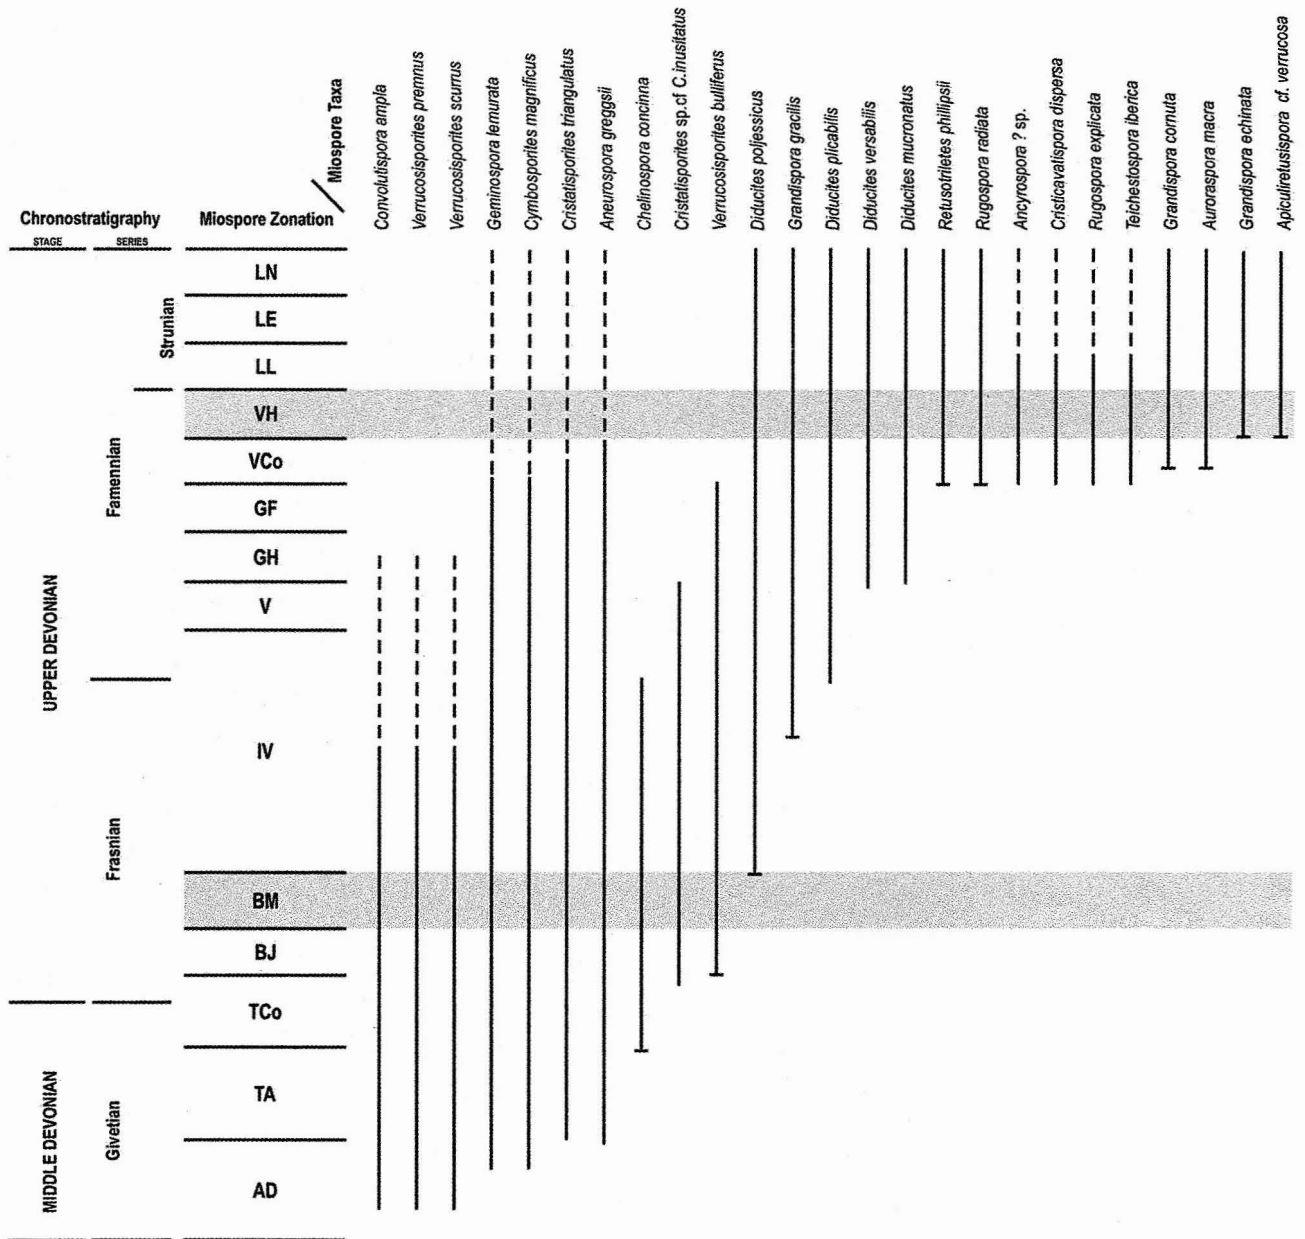 Miospore Taxa
Convolutispora ampla
Verrucosisporites premnus
Verrucosisporites scurrus
Geminospora lemurata
Cymbosporites magnificus
Cristatisporites triangulatus
Aneurospora greggsii
Chelinospora concinna
Cristatisporites sp.cf C.inusitatus
Verrucosisporites bulliferus
Diducites poljessicus
Grandispora gracilis
Diducites plicabilis
Diducites versabilis
Diducites mucronatus
Retusotriletes phillipsii
Rugospora radiata
Ancyrospora ? sp.
Cristicavatispora dispersa
Rugospora explicata
Teichestospora iberica
Grandispora cornuta
Auroraspora macra
Grandispora echinata
Apiculiretusispora cf. verrucosa
Chronostratigraphy
Miospore Zonation
STAGE
SERIES
LN
LE
LL
VH
VCo
GF
GH
V
IV
BM
BJ
TCo
TA
AD
Strunian
Famennian
Frasnian
Givetian
UPPER DEVONIAN
MIDDLE DEVONIAN